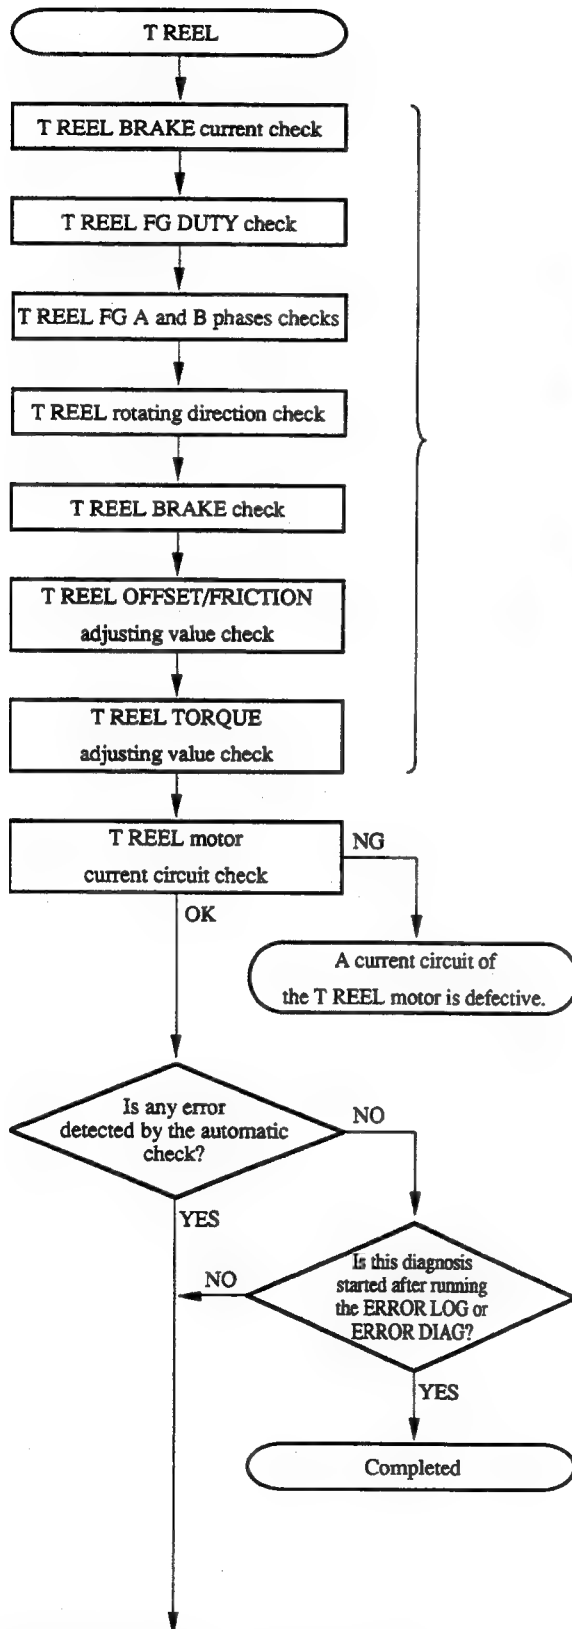 T REEL
T REEL BRAKE current check
T REEL FG DUTY check
T REEL FG A and B phases checks
T REEL rotating direction check
T REEL BRAKE check
T REEL OFFSET/FRICTION
adjusting value check
T REEL TORQUE
adjusting value check
T REEL motor
current circuit check
NG
OK
A current circuit of
the T REEL motor is defective.
Is any error
detected by the automatic
check?
NO
YES
Is this diagnosis
started after running
the ERROR LOG or
ERROR DIAG?
NO
YES
Completed